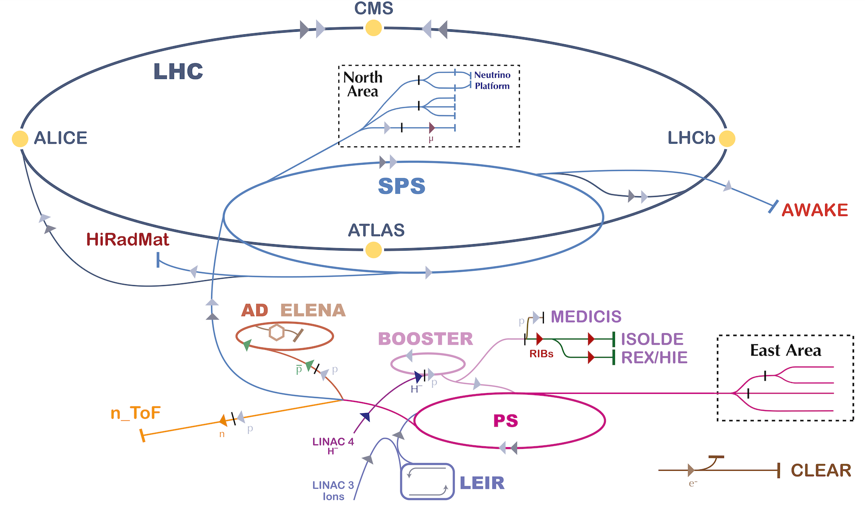 CMS
LHC
North
Area
Neutrino
Platform
μ
ALICE
LHCb
SPS
AWAKE
HiRadMat
ATLAS
AD ELENA
p̅ p
BOOSTER
H⁻ p
p MEDICIS
RIBs
ISOLDE
REX/HIE
East Area
n_ToF
n p
LINAC 4
H⁻
PS
LINAC 3
Ions
LEIR
e⁻
CLEAR